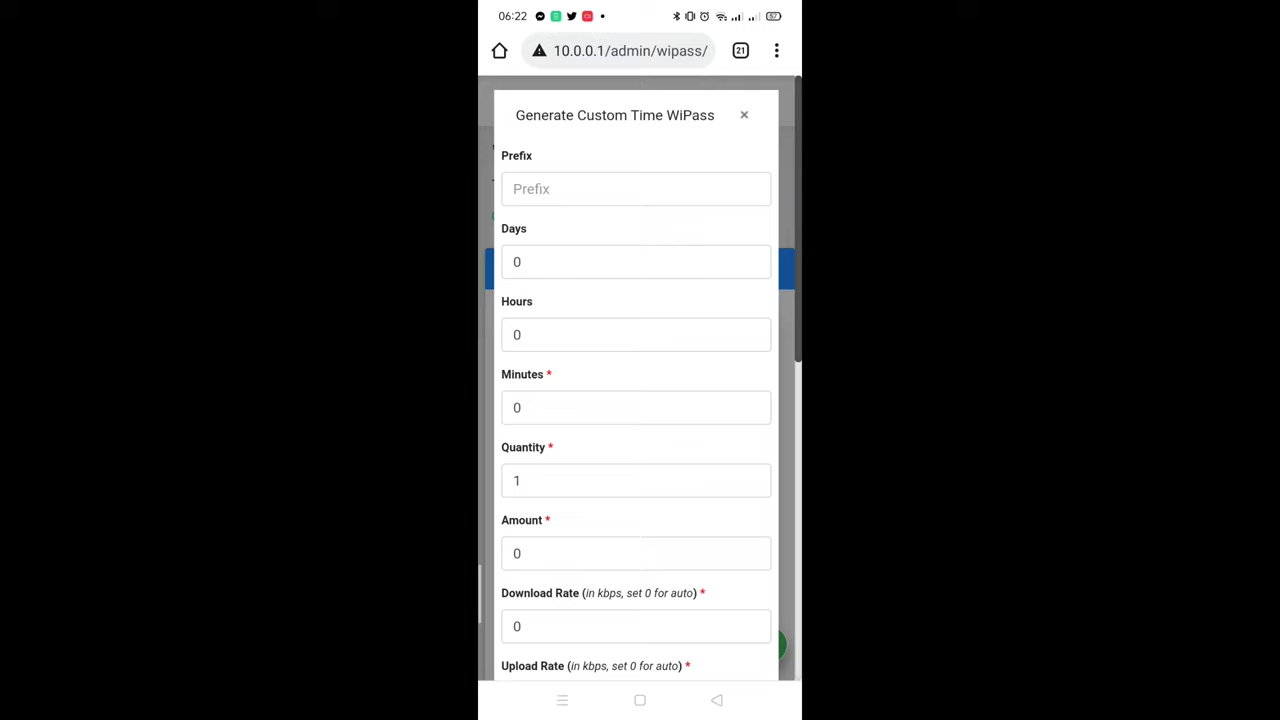 06:22
57
10.0.0.1/admin/wipass/
21
Generate Custom Time WiPass ×
Prefix
Prefix
Days
0
Hours
0
Minutes *
0
Quantity *
1
Amount *
0
Download Rate (in kbps, set 0 for auto) *
0
Upload Rate (in kbps, set 0 for auto) *